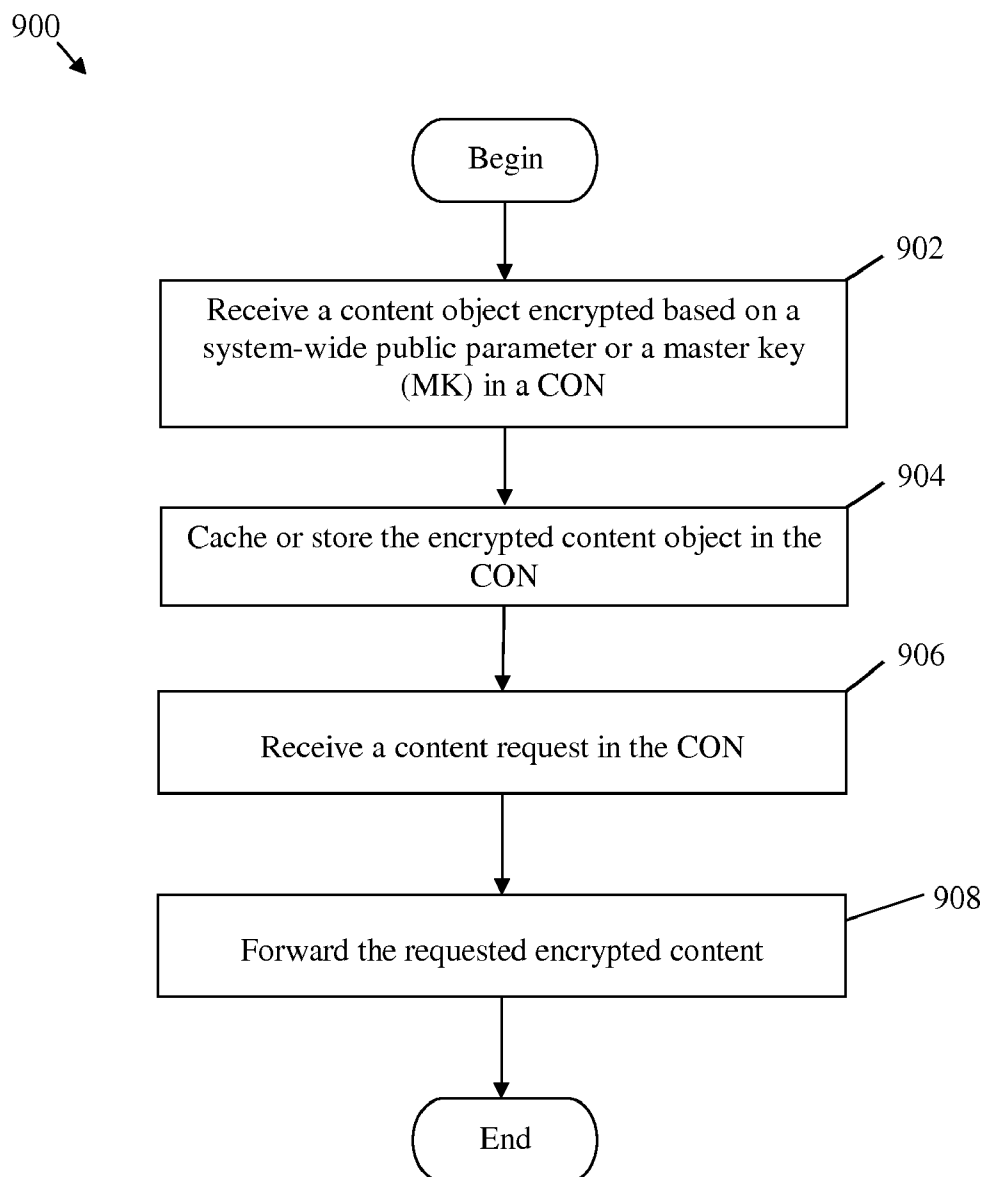 900
Begin
902
Receive a content object encrypted based on a
system-wide public parameter or a master key
(MK) in a CON
904
Cache or store the encrypted content object in the
CON
906
Receive a content request in the CON
908
Forward the requested encrypted content
End